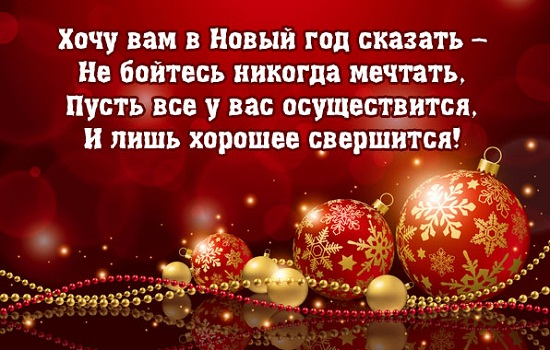 Хочу вам в Новый год сказать –
Не бойтесь никогда мечтать,
Пусть все у вас осуществится,
И лишь хорошее свершится!